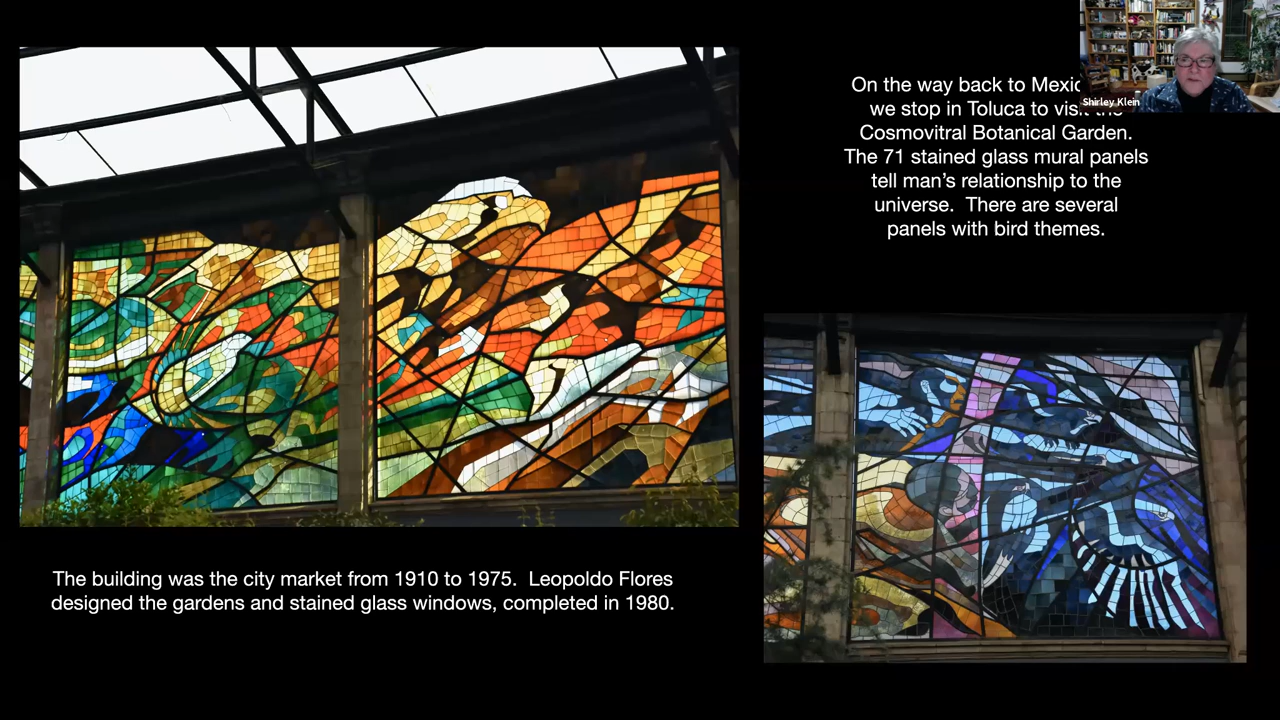 On the way back to Mexic
we stop in Toluca to visit the
Cosmovitral Botanical Garden.
The 71 stained glass mural panels
tell man's relationship to the
universe.  There are several
panels with bird themes.
Shirley Klein
The building was the city market from 1910 to 1975.  Leopoldo Flores
designed the gardens and stained glass windows, completed in 1980.